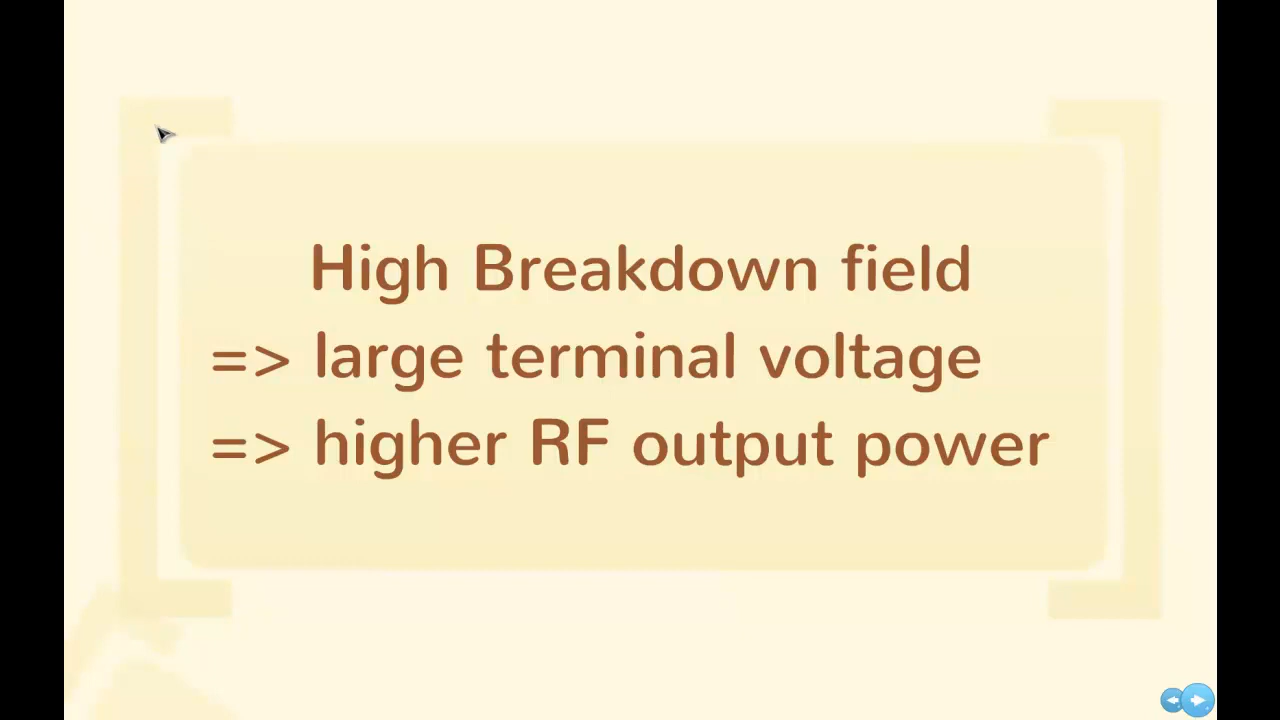 High Breakdown field
=> large terminal voltage
=> higher RF output power